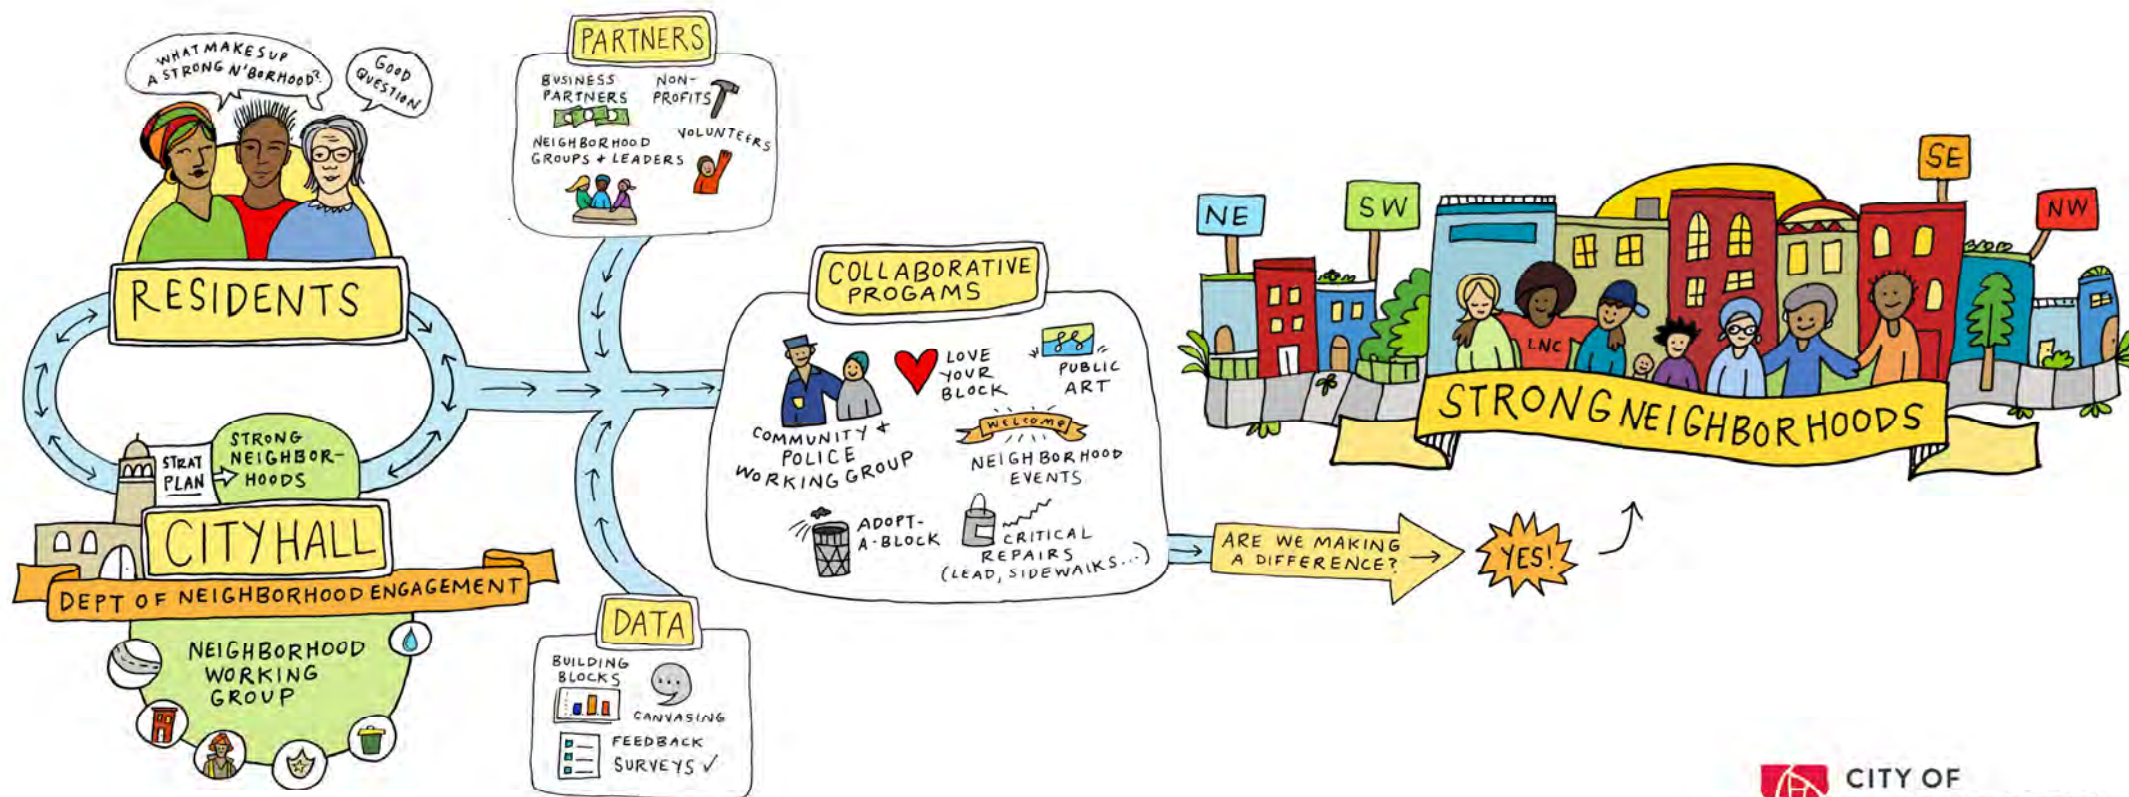 WHAT MAKES UP
A STRONG N'BORHOOD?
GOOD
QUESTION
RESIDENTS
STRAT
PLAN
STRONG
NEIGHBOR-
HOODS
CITY HALL
DEPT OF NEIGHBORHOOD ENGAGEMENT
NEIGHBORHOOD
WORKING
GROUP
PARTNERS
BUSINESS
PARTNERS
NON-
PROFITS
NEIGHBORHOOD
GROUPS + LEADERS
VOLUNTEERS
DATA
BUILDING
BLOCKS
CANVASING
FEEDBACK
SURVEYS ✓
COLLABORATIVE
PROGAMS
COMMUNITY +
POLICE
WORKING GROUP
LOVE
YOUR
BLOCK
PUBLIC
ART
WELCOME
NEIGHBORHOOD
EVENTS
ADOPT-
A-BLOCK
CRITICAL
REPAIRS
(LEAD, SIDEWALKS...)
ARE WE MAKING
A DIFFERENCE?
YES!
NE
SW
SE
NW
LNC
STRONG NEIGHBORHOODS
CITY OF